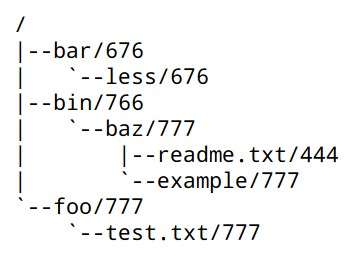 /
|--bar/676
|   `--less/676
|--bin/766
|   `--baz/777
|       |--readme.txt/444
|       `--example/777
`--foo/777
    `--test.txt/777